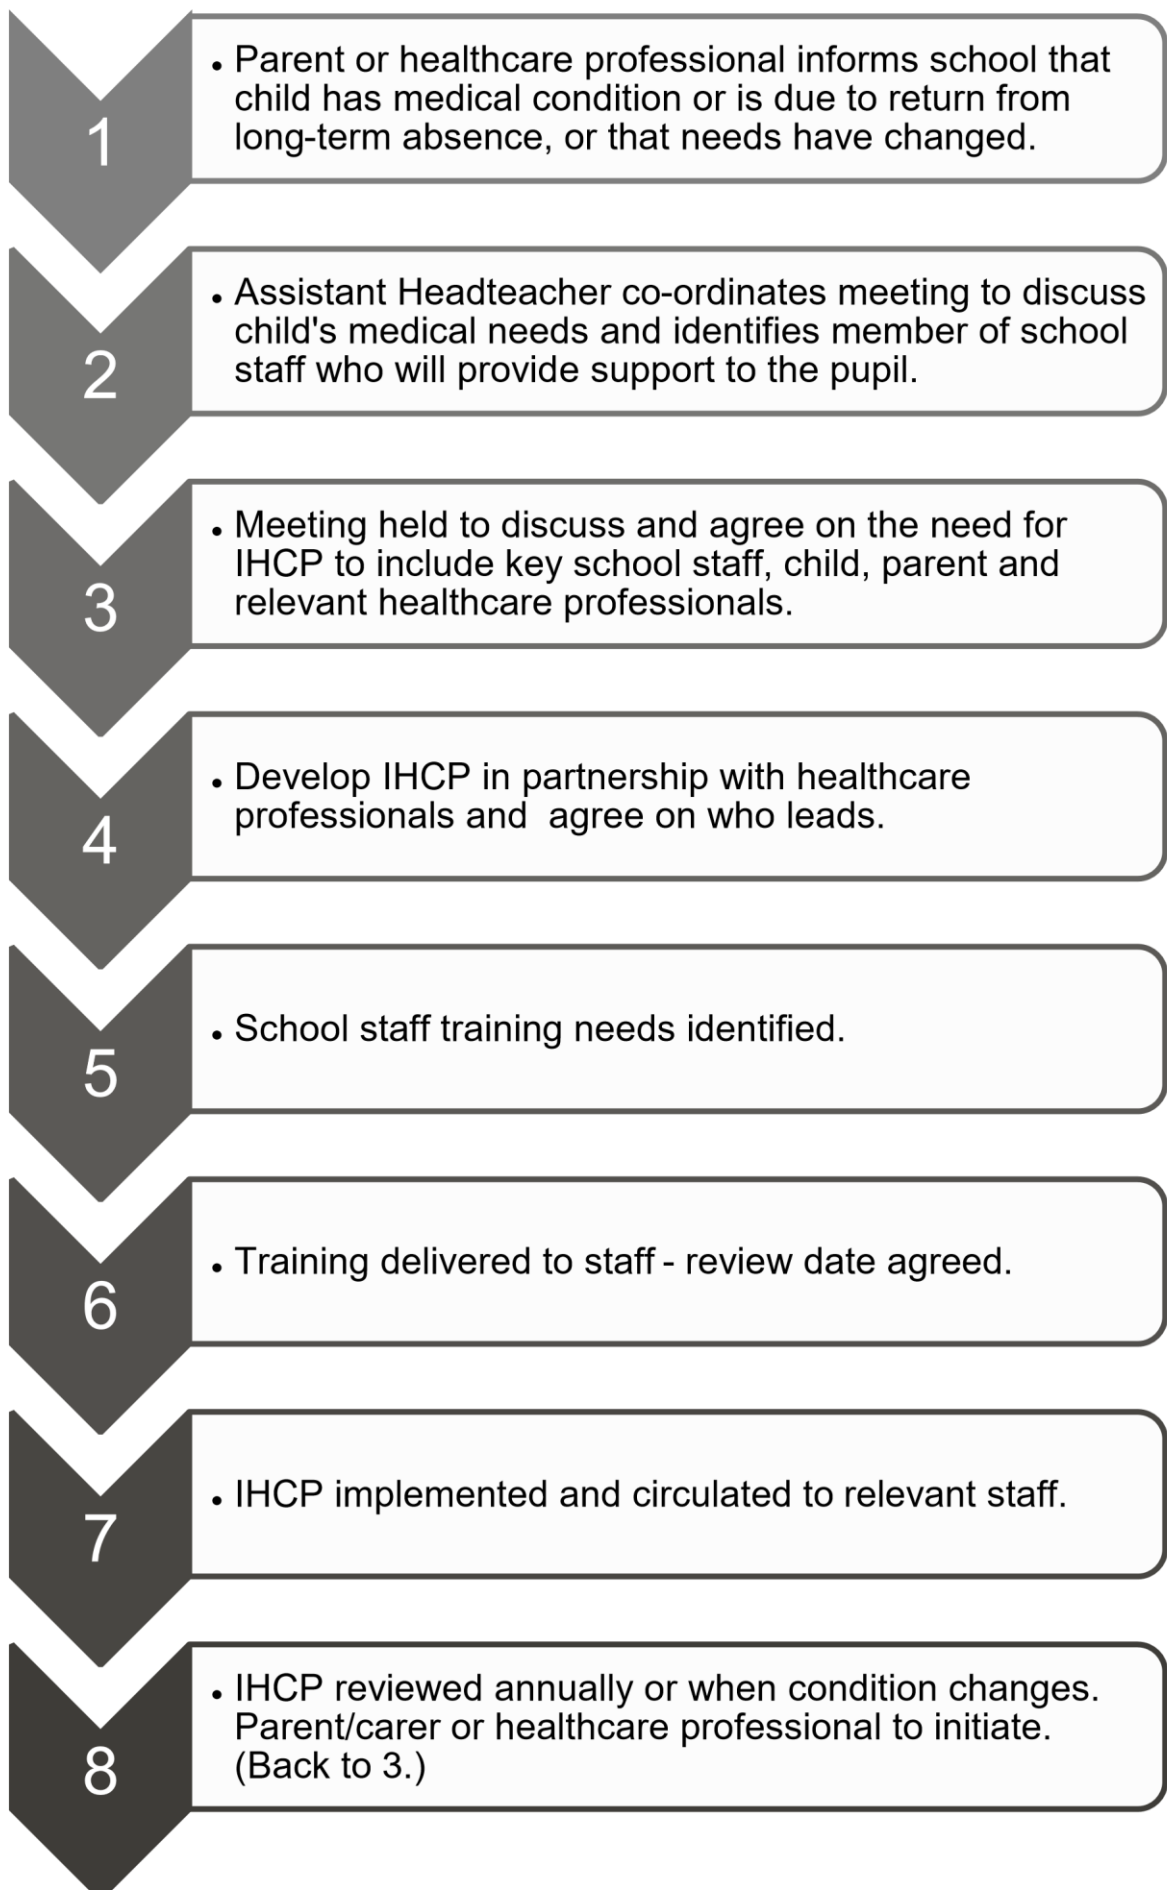 1
• Parent or healthcare professional informs school that
child has medical condition or is due to return from
long-term absence, or that needs have changed.
2
• Assistant Headteacher co-ordinates meeting to discuss
child's medical needs and identifies member of school
staff who will provide support to the pupil.
3
• Meeting held to discuss and agree on the need for
IHCP to include key school staff, child, parent and
relevant healthcare professionals.
4
• Develop IHCP in partnership with healthcare
professionals and  agree on who leads.
5
• School staff training needs identified.
6
• Training delivered to staff - review date agreed.
7
• IHCP implemented and circulated to relevant staff.
8
• IHCP reviewed annually or when condition changes.
Parent/carer or healthcare professional to initiate.
(Back to 3.)